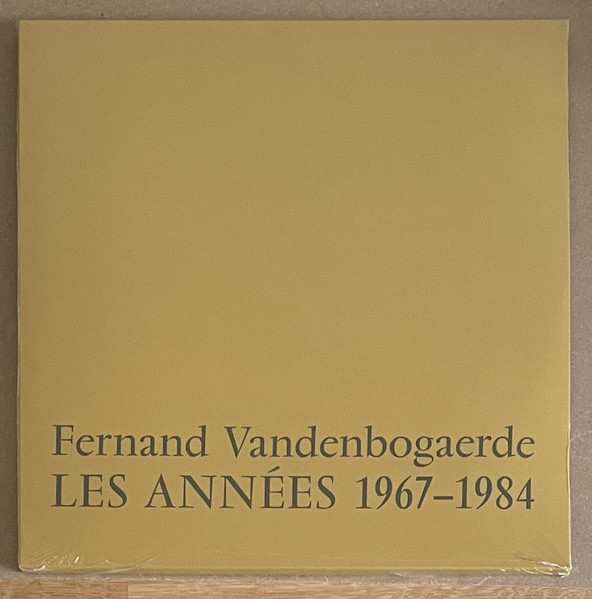 Fernand Vandenbogaerde
LES ANNÉES 1967–1984